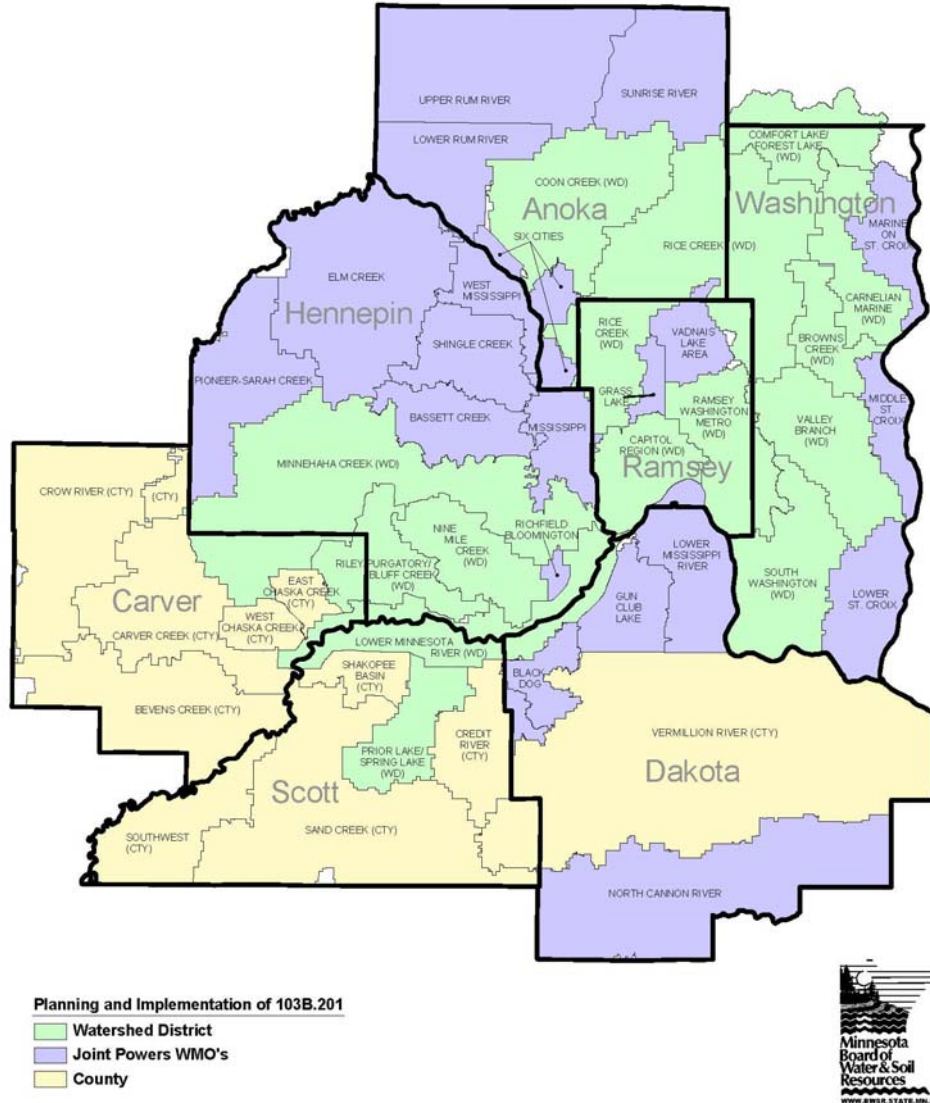 UPPER RUM RIVER
SUNRISE RIVER
LOWER RUM RIVER
COMFORT LAKE/
FOREST LAKE
(WD)
COON CREEK (WD)
Anoka
Washington
MARINE
ON
ST. CROIX
SIX CITIES
RICE CREEK (WD)
ELM CREEK
WEST
MISSISSIPPI
Hennepin
CARNELIAN
MARINE
(WD)
RICE
CREEK
(WD)
VADNAIS
LAKE
AREA
BROWNS
CREEK
(WD)
SHINGLE CREEK
PIONEER-SARAH CREEK
GRASS
LAKE
RAMSEY
WASHINGTON
METRO
(WD)
MIDDLE
ST. CROIX
BASSETT CREEK
MISSISSIPPI
VALLEY
BRANCH
(WD)
CAPITOL
REGION (WD)
Ramsey
MINNEHAHA CREEK (WD)
CROW RIVER (CTY)
(CTY)
NINE
MILE
CREEK
(WD)
RICHFIELD
BLOOMINGTON
LOWER
MISSISSIPPI
RIVER
RILEY PURGATORY/
BLUFF CREEK
(WD)
EAST
CHASKA CREEK
(CTY)
SOUTH
WASHINGTON
(WD)
LOWER
ST. CROIX
Carver
GUN
CLUB
LAKE
WEST
CHASKA CREEK
(CTY)
CARVER CREEK (CTY)
LOWER MINNESOTA
RIVER (WD)
SHAKOPEE
BASIN
(CTY)
BLACK
DOG
BEVENS CREEK (CTY)
CREDIT
RIVER
(CTY)
VERMILLION RIVER (CTY)
PRIOR LAKE/
SPRING LAKE
(WD)
Dakota
Scott
SAND CREEK (CTY)
SOUTHWEST
(CTY)
NORTH CANNON RIVER
Planning and Implementation of 103B.201
Watershed District
Joint Powers WMO's
County
Minnesota
Board of
Water & Soil
Resources
WWW.BWSR.STATE.MN.